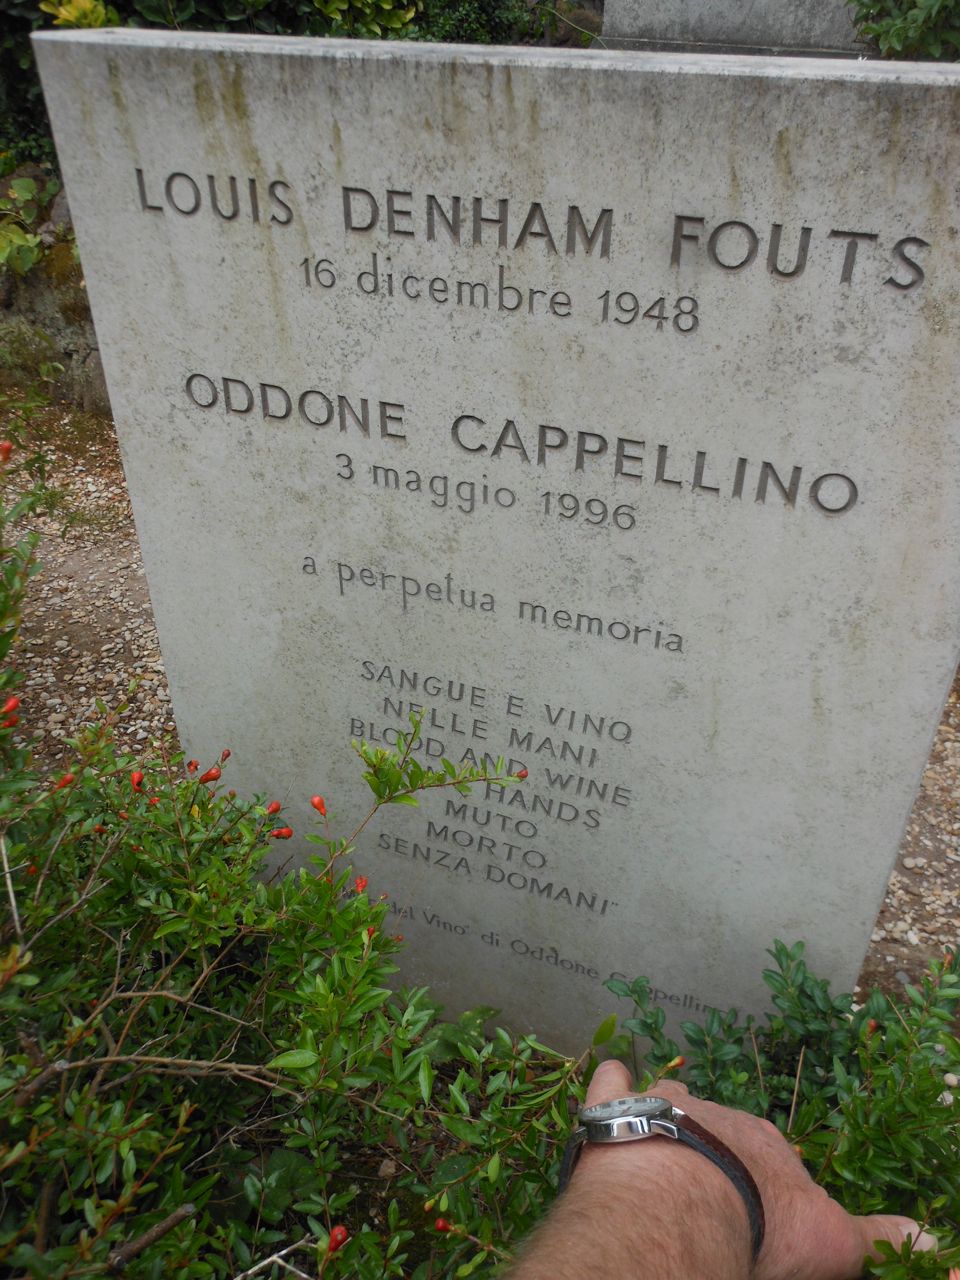 LOUIS DENHAM FOUTS
16 dicembre 1948
ODDONE CAPPELLINO
3 maggio 1996
a perpetua memoria
SANGUE E VINO
NELLE MANI
BLOOD AND WINE
HANDS
MUTO
MORTO
SENZA DOMANI"
del Vino" di Oddone Cappellino